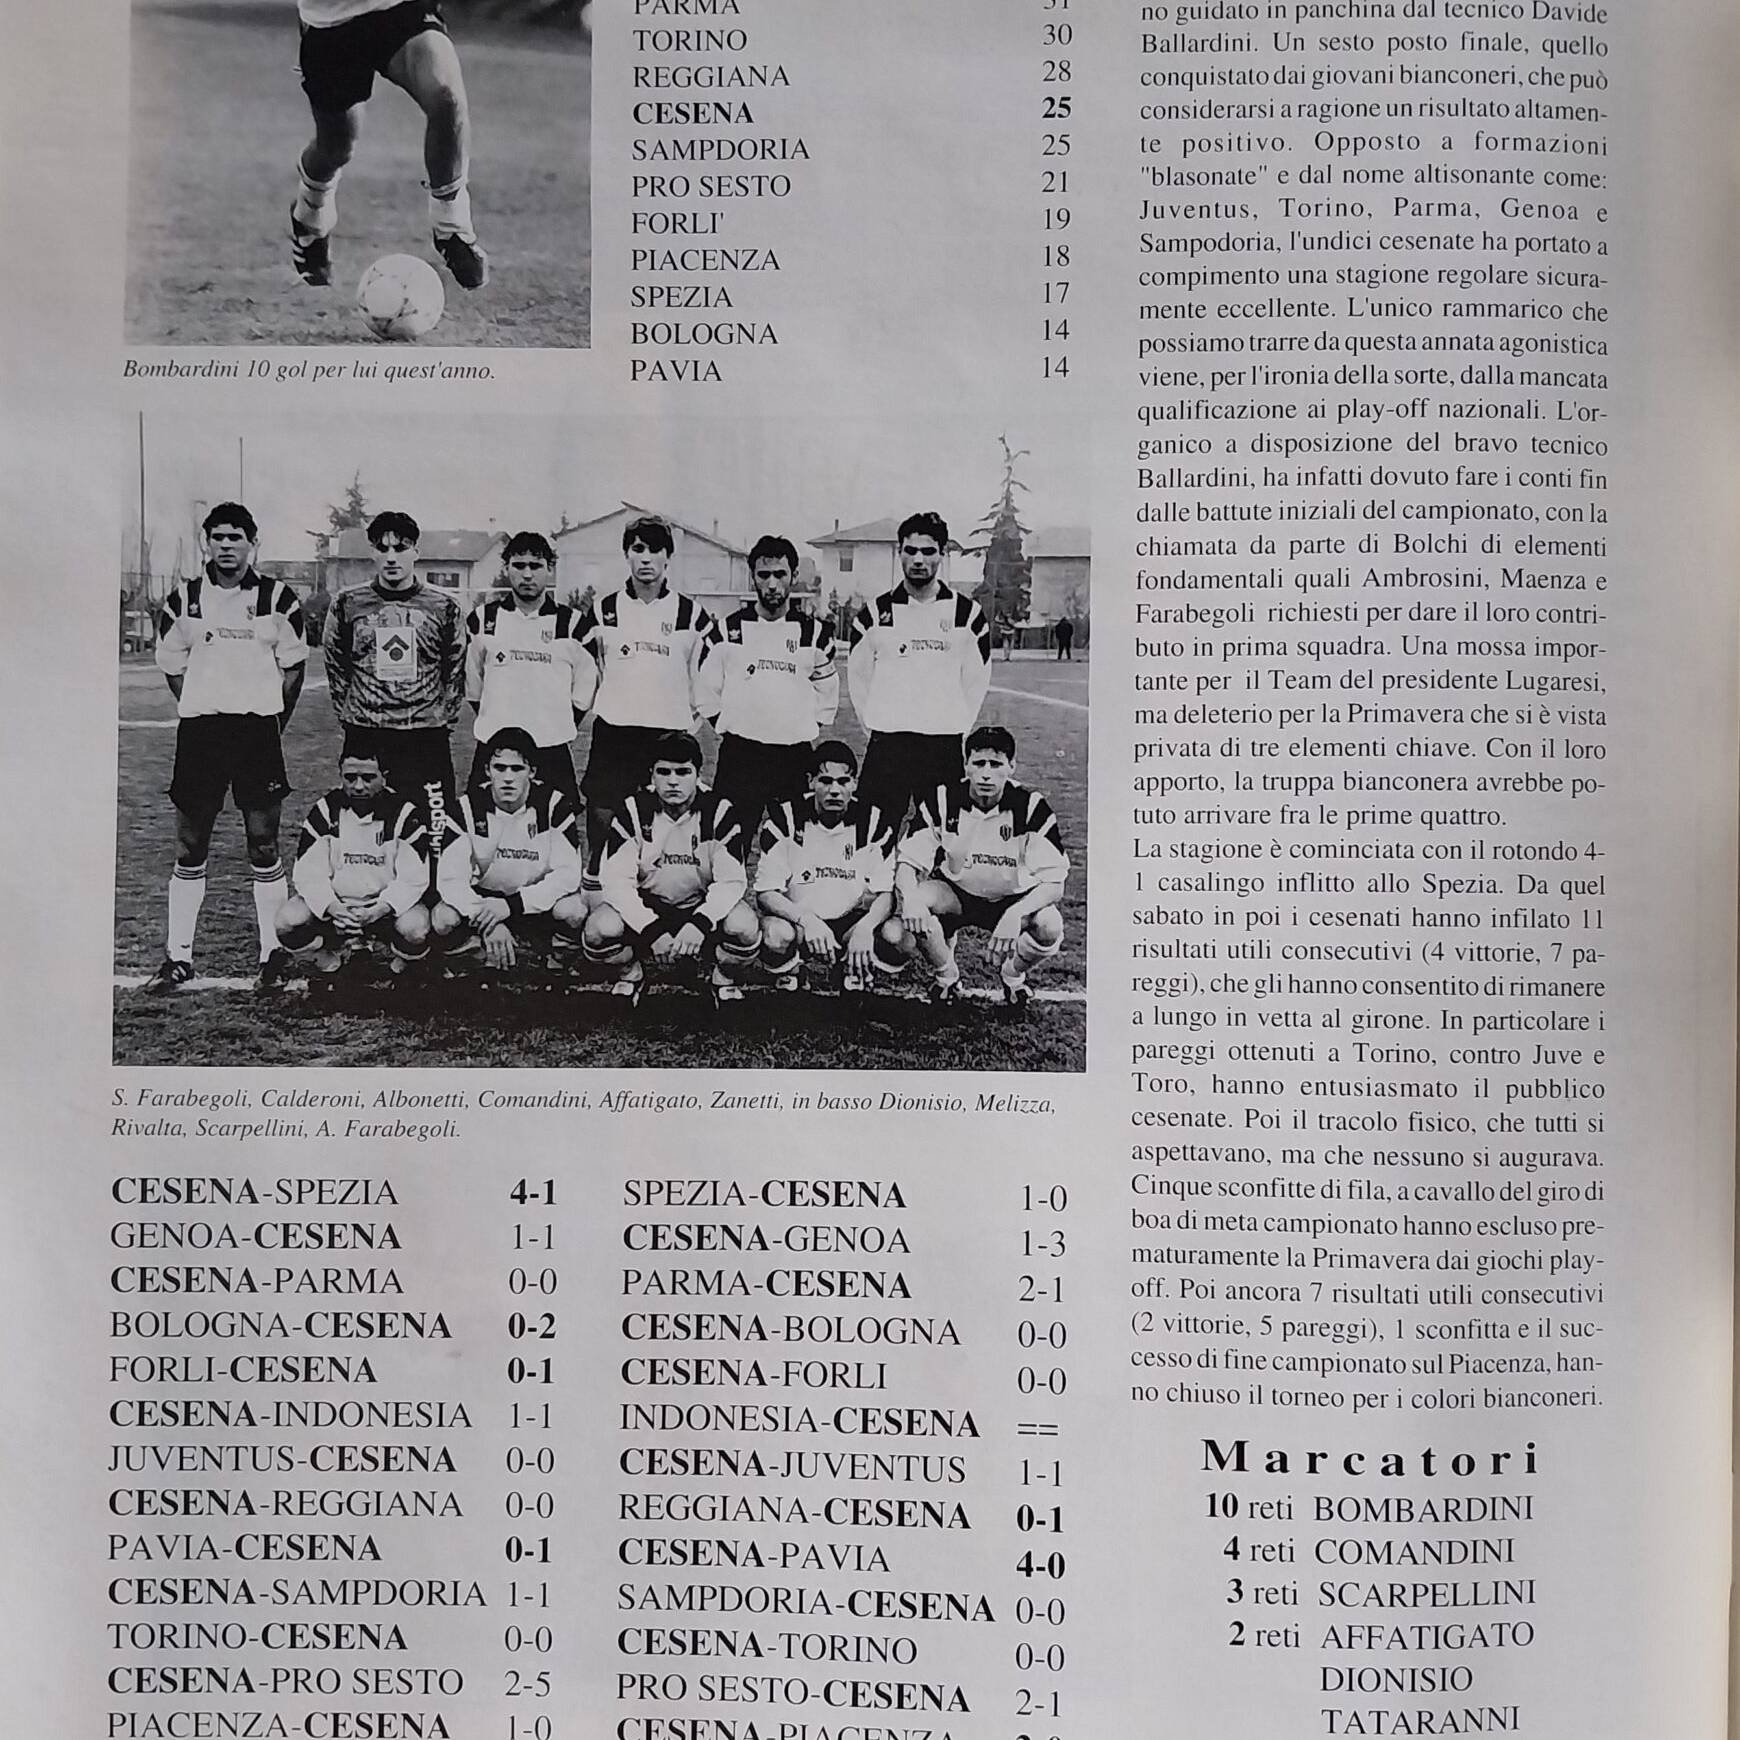 PARMA 31
TORINO 30
REGGIANA 28
CESENA 25
SAMPDORIA 25
PRO SESTO 21
FORLI' 19
PIACENZA 18
SPEZIA 17
BOLOGNA 14
PAVIA 14
Bombardini 10 gol per lui quest'anno.
TECNOCASA
TECNOCASA
TECNOCASA
TECNOCASA
TECNOCASA
TECNOCASA
TECNOCASA
TECNOCASA
uhlsport
S. Farabegoli, Calderoni, Albonetti, Comandini, Affatigato, Zanetti, in basso Dionisio, Melizza,
Rivalta, Scarpellini, A. Farabegoli.
CESENA-SPEZIA 4-1
GENOA-CESENA 1-1
CESENA-PARMA 0-0
BOLOGNA-CESENA 0-2
FORLI-CESENA 0-1
CESENA-INDONESIA 1-1
JUVENTUS-CESENA 0-0
CESENA-REGGIANA 0-0
PAVIA-CESENA 0-1
CESENA-SAMPDORIA 1-1
TORINO-CESENA 0-0
CESENA-PRO SESTO 2-5
PIACENZA-CESENA 1-0
SPEZIA-CESENA 1-0
CESENA-GENOA 1-3
PARMA-CESENA 2-1
CESENA-BOLOGNA 0-0
CESENA-FORLI 0-0
INDONESIA-CESENA ==
CESENA-JUVENTUS 1-1
REGGIANA-CESENA 0-1
CESENA-PAVIA 4-0
SAMPDORIA-CESENA 0-0
CESENA-TORINO 0-0
PRO SESTO-CESENA 2-1
CESENA-PIACENZA
no guidato in panchina dal tecnico Davide
Ballardini. Un sesto posto finale, quello
conquistato dai giovani bianconeri, che può
considerarsi a ragione un risultato altamen-
te positivo. Opposto a formazioni
"blasonate" e dal nome altisonante come:
Juventus, Torino, Parma, Genoa e
Sampodoria, l'undici cesenate ha portato a
compimento una stagione regolare sicura-
mente eccellente. L'unico rammarico che
possiamo trarre da questa annata agonistica
viene, per l'ironia della sorte, dalla mancata
qualificazione ai play-off nazionali. L'or-
ganico a disposizione del bravo tecnico
Ballardini, ha infatti dovuto fare i conti fin
dalle battute iniziali del campionato, con la
chiamata da parte di Bolchi di elementi
fondamentali quali Ambrosini, Maenza e
Farabegoli richiesti per dare il loro contri-
buto in prima squadra. Una mossa impor-
tante per il Team del presidente Lugaresi,
ma deleterio per la Primavera che si è vista
privata di tre elementi chiave. Con il loro
apporto, la truppa bianconera avrebbe po-
tuto arrivare fra le prime quattro.
La stagione è cominciata con il rotondo 4-
1 casalingo inflitto allo Spezia. Da quel
sabato in poi i cesenati hanno infilato 11
risultati utili consecutivi (4 vittorie, 7 pa-
reggi), che gli hanno consentito di rimanere
a lungo in vetta al girone. In particolare i
pareggi ottenuti a Torino, contro Juve e
Toro, hanno entusiasmato il pubblico
cesenate. Poi il tracolo fisico, che tutti si
aspettavano, ma che nessuno si augurava.
Cinque sconfitte di fila, a cavallo del giro di
boa di meta campionato hanno escluso pre-
maturamente la Primavera dai giochi play-
off. Poi ancora 7 risultati utili consecutivi
(2 vittorie, 5 pareggi), 1 sconfitta e il suc-
cesso di fine campionato sul Piacenza, han-
no chiuso il torneo per i colori bianconeri.
Marcatori
10 reti BOMBARDINI
4 reti COMANDINI
3 reti SCARPELLINI
2 reti AFFATIGATO
DIONISIO
TATARANNI